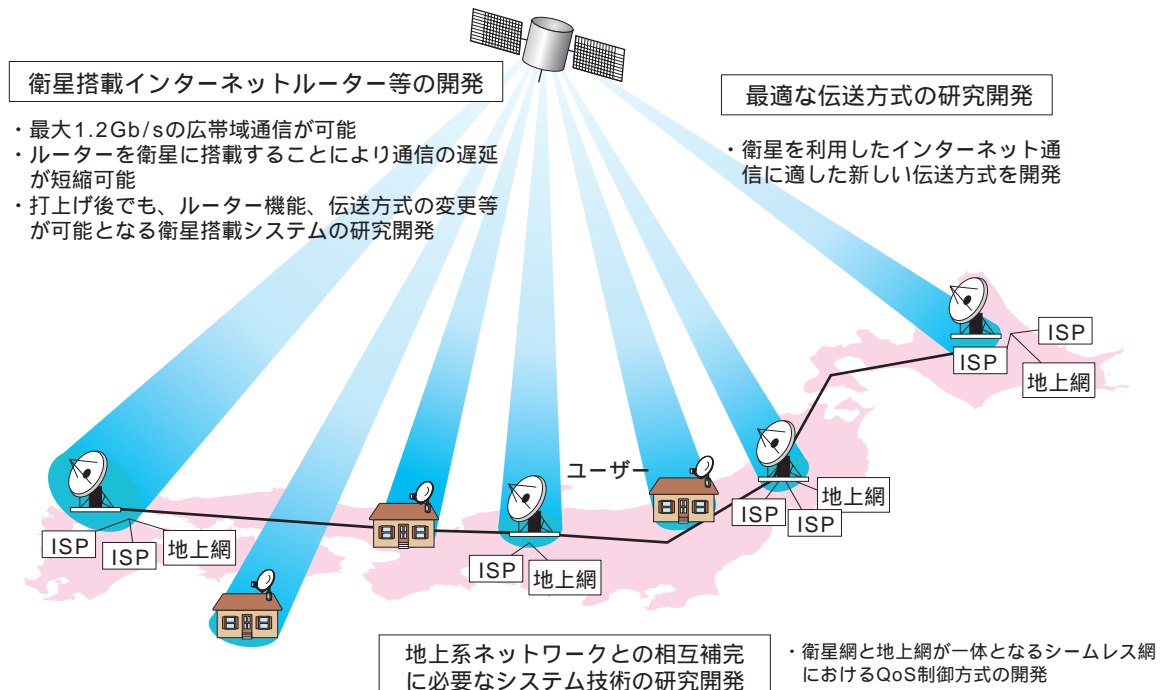 衛星搭載インターネットルーター等の開発
・最大1.2Gb/sの広帯域通信が可能
・ルーターを衛星に搭載することにより通信の遅延
が短縮可能
・打上げ後でも、ルーター機能、伝送方式の変更等
が可能となる衛星搭載システムの研究開発
最適な伝送方式の研究開発
・衛星を利用したインターネット通
信に適した新しい伝送方式を開発
ISP
ISP
地上網
ユーザー
地上網
ISP
ISP
ISP
ISP
地上網
ISP
地上網
地上系ネットワークとの相互補完
に必要なシステム技術の研究開発
・衛星網と地上網が一体となるシームレス網
におけるQoS制御方式の開発